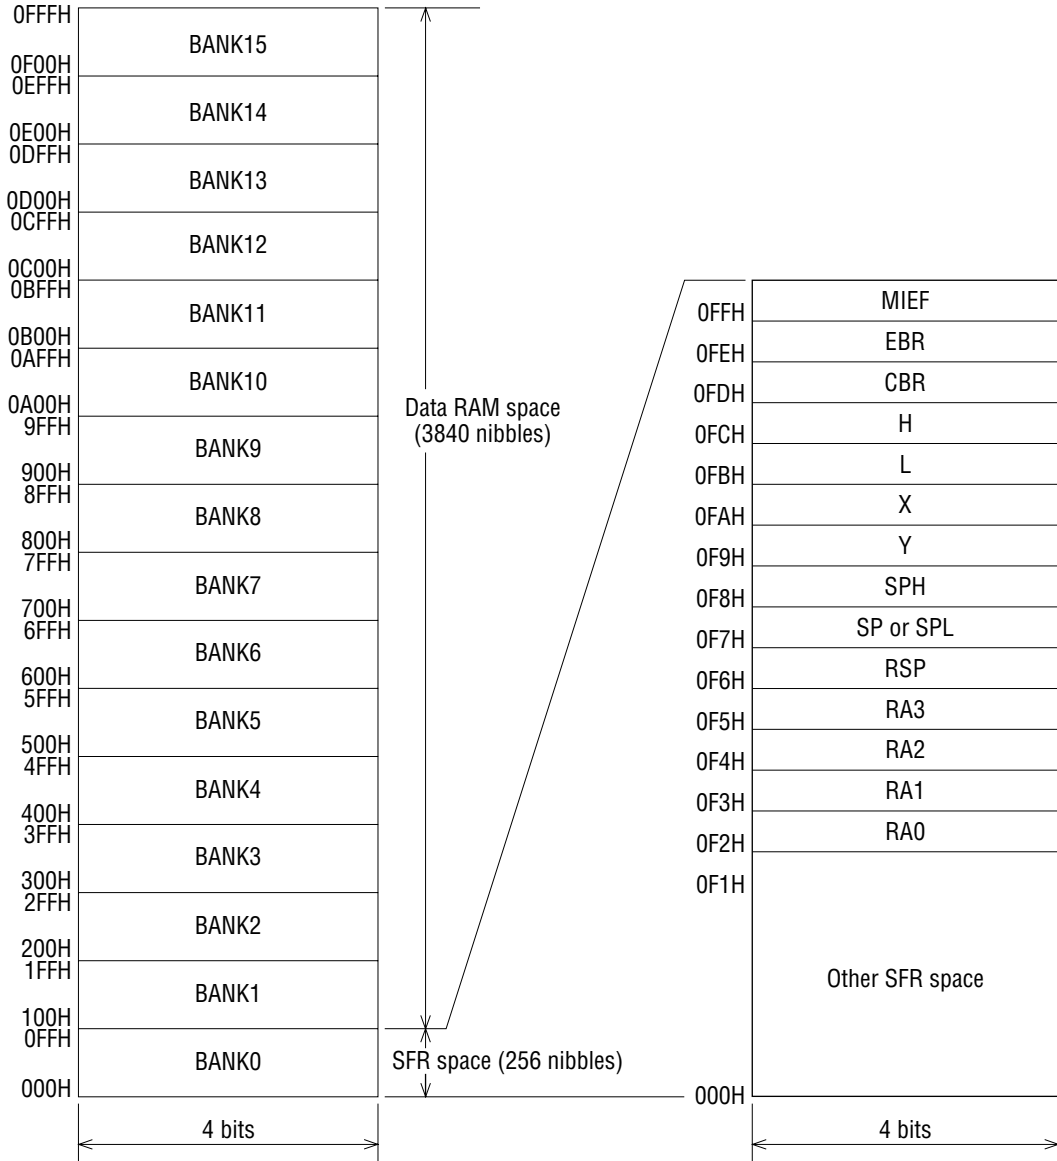 0FFFH
BANK15
0F00H
0EFFH
BANK14
0E00H
0DFFH
BANK13
0D00H
0CFFH
BANK12
0C00H
0BFFH
BANK11
0B00H
0AFFH
BANK10
0A00H
9FFH
BANK9
900H
8FFH
BANK8
800H
7FFH
BANK7
700H
6FFH
BANK6
600H
5FFH
BANK5
500H
4FFH
BANK4
400H
3FFH
BANK3
300H
2FFH
BANK2
200H
1FFH
BANK1
100H
0FFH
BANK0
000H
4 bits
Data RAM space
(3840 nibbles)
SFR space (256 nibbles)
MIEF
0FFH
EBR
0FEH
CBR
0FDH
H
0FCH
L
0FBH
X
0FAH
Y
0F9H
SPH
0F8H
SP or SPL
0F7H
RSP
0F6H
RA3
0F5H
RA2
0F4H
RA1
0F3H
RA0
0F2H
0F1H
Other SFR space
000H
4 bits